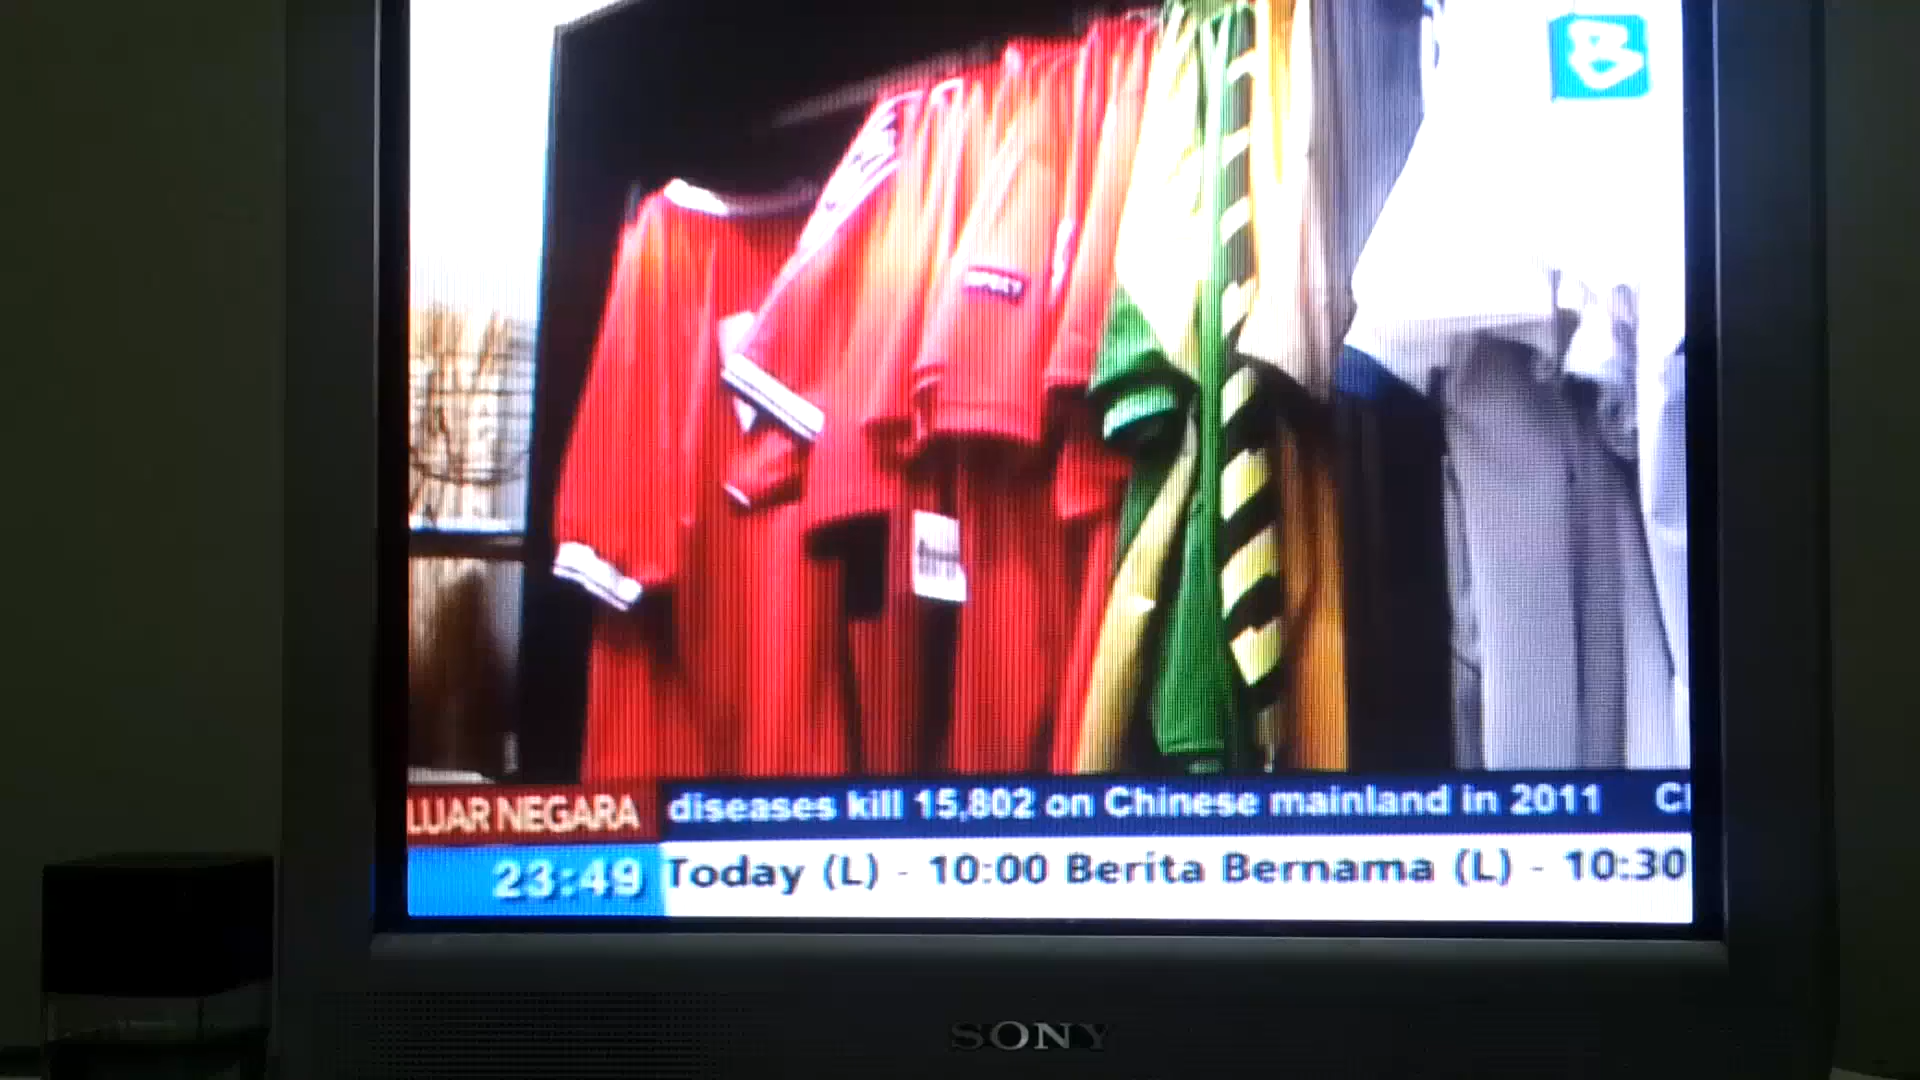 B
LUAR NEGARA
diseases kill 15,802 on Chinese mainland in 2011
23:49
Today (L) - 10:00 Berita Bernama (L) - 10:30
SONY